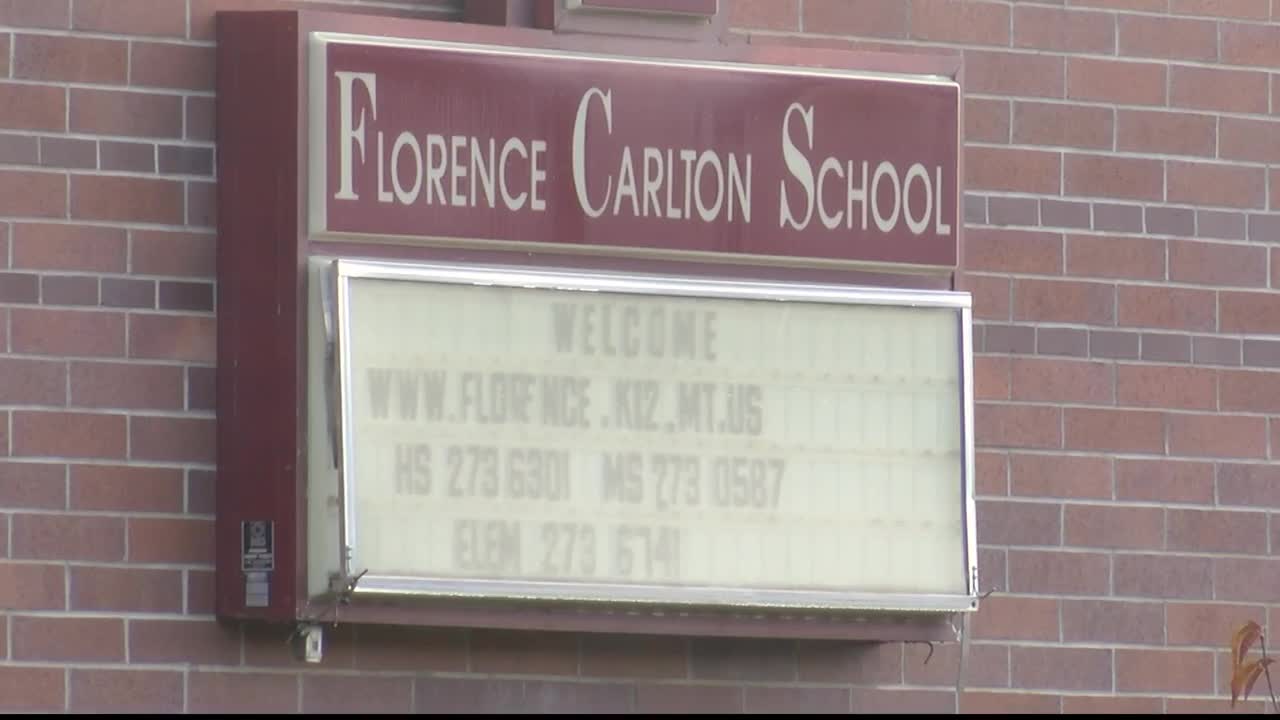 FLORENCE CARLTON SCHOOL
WELCOME
WWW.FLORENCE.K12.MT.US
HS 273 6301 MS 273 0587
ELEM 273 6741